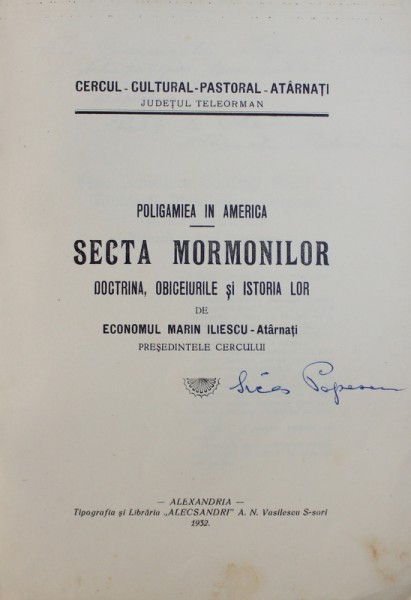 CERCUL - CULTURAL - PASTORAL - ATÂRNAȚI
JUDEȚUL TELEORMAN
POLIGAMIEA IN AMERICA
SECTA MORMONILOR
DOCTRINA, OBICEIURILE și ISTORIA LOR
DE
ECONOMUL MARIN ILIESCU - Atârnați
PREȘEDINTELE CERCULUI
Popescu
— ALEXANDRIA —
Tipografia și Librăria „ALECSANDRI" A. N. Vasilescu S-sori
1932.